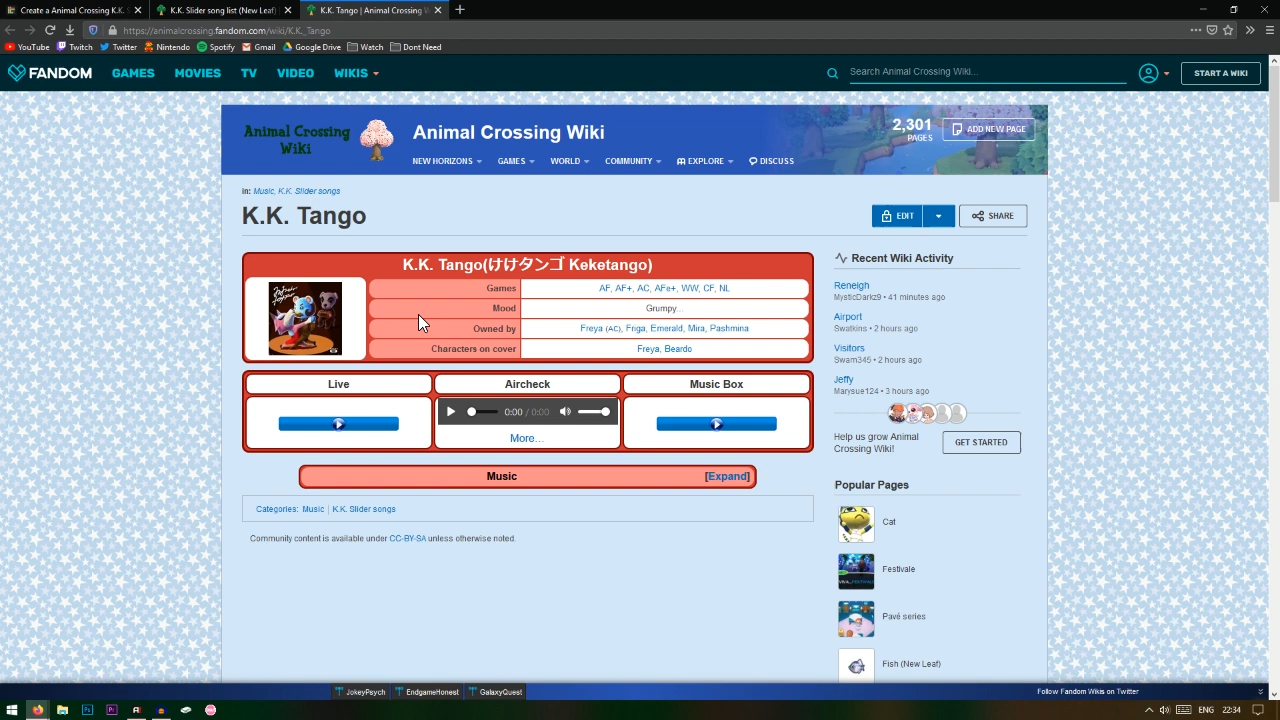 Create a Animal Crossing K.K. S
K.K. Slider song list (New Leaf)
K.K. Tango | Animal Crossing W
https://animalcrossing.fandom.com/wiki/K.K._Tango
YouTube Twitch Twitter Nintendo Spotify Gmail Google Drive Watch Dont Need
FANDOM GAMES MOVIES TV VIDEO WIKIS
Search Animal Crossing Wiki...
START A WIKI
Animal Crossing Wiki
Animal Crossing Wiki
2,301 PAGES
ADD NEW PAGE
NEW HORIZONS GAMES WORLD COMMUNITY EXPLORE DISCUSS
in: Music, K.K. Slider songs
K.K. Tango
EDIT
SHARE
K.K. Tango(けけタンゴ Keketango)
Games AF, AF+, AC, AFe+, WW, CF, NL
Mood Grumpy...
Owned by Freya (AC), Friga, Emerald, Mira, Pashmina
Characters on cover Freya, Beardo
Live Aircheck Music Box
0:00 / 0:00
More...
Music [Expand]
Categories: Music K.K. Slider songs
Community content is available under CC-BY-SA unless otherwise noted.
Recent Wiki Activity
Reneigh
MysticDarkz9 • 41 minutes ago
Airport
Swatkins • 2 hours ago
Visitors
Swam345 • 2 hours ago
Jeffy
Marysue124 • 3 hours ago
Help us grow Animal Crossing Wiki!
GET STARTED
Popular Pages
Cat
Festivale
Pavé series
Fish (New Leaf)
JokeyPsych EndgameHonest GalaxyQuest
Follow Fandom Wikis on Twitter
ENG 22:34